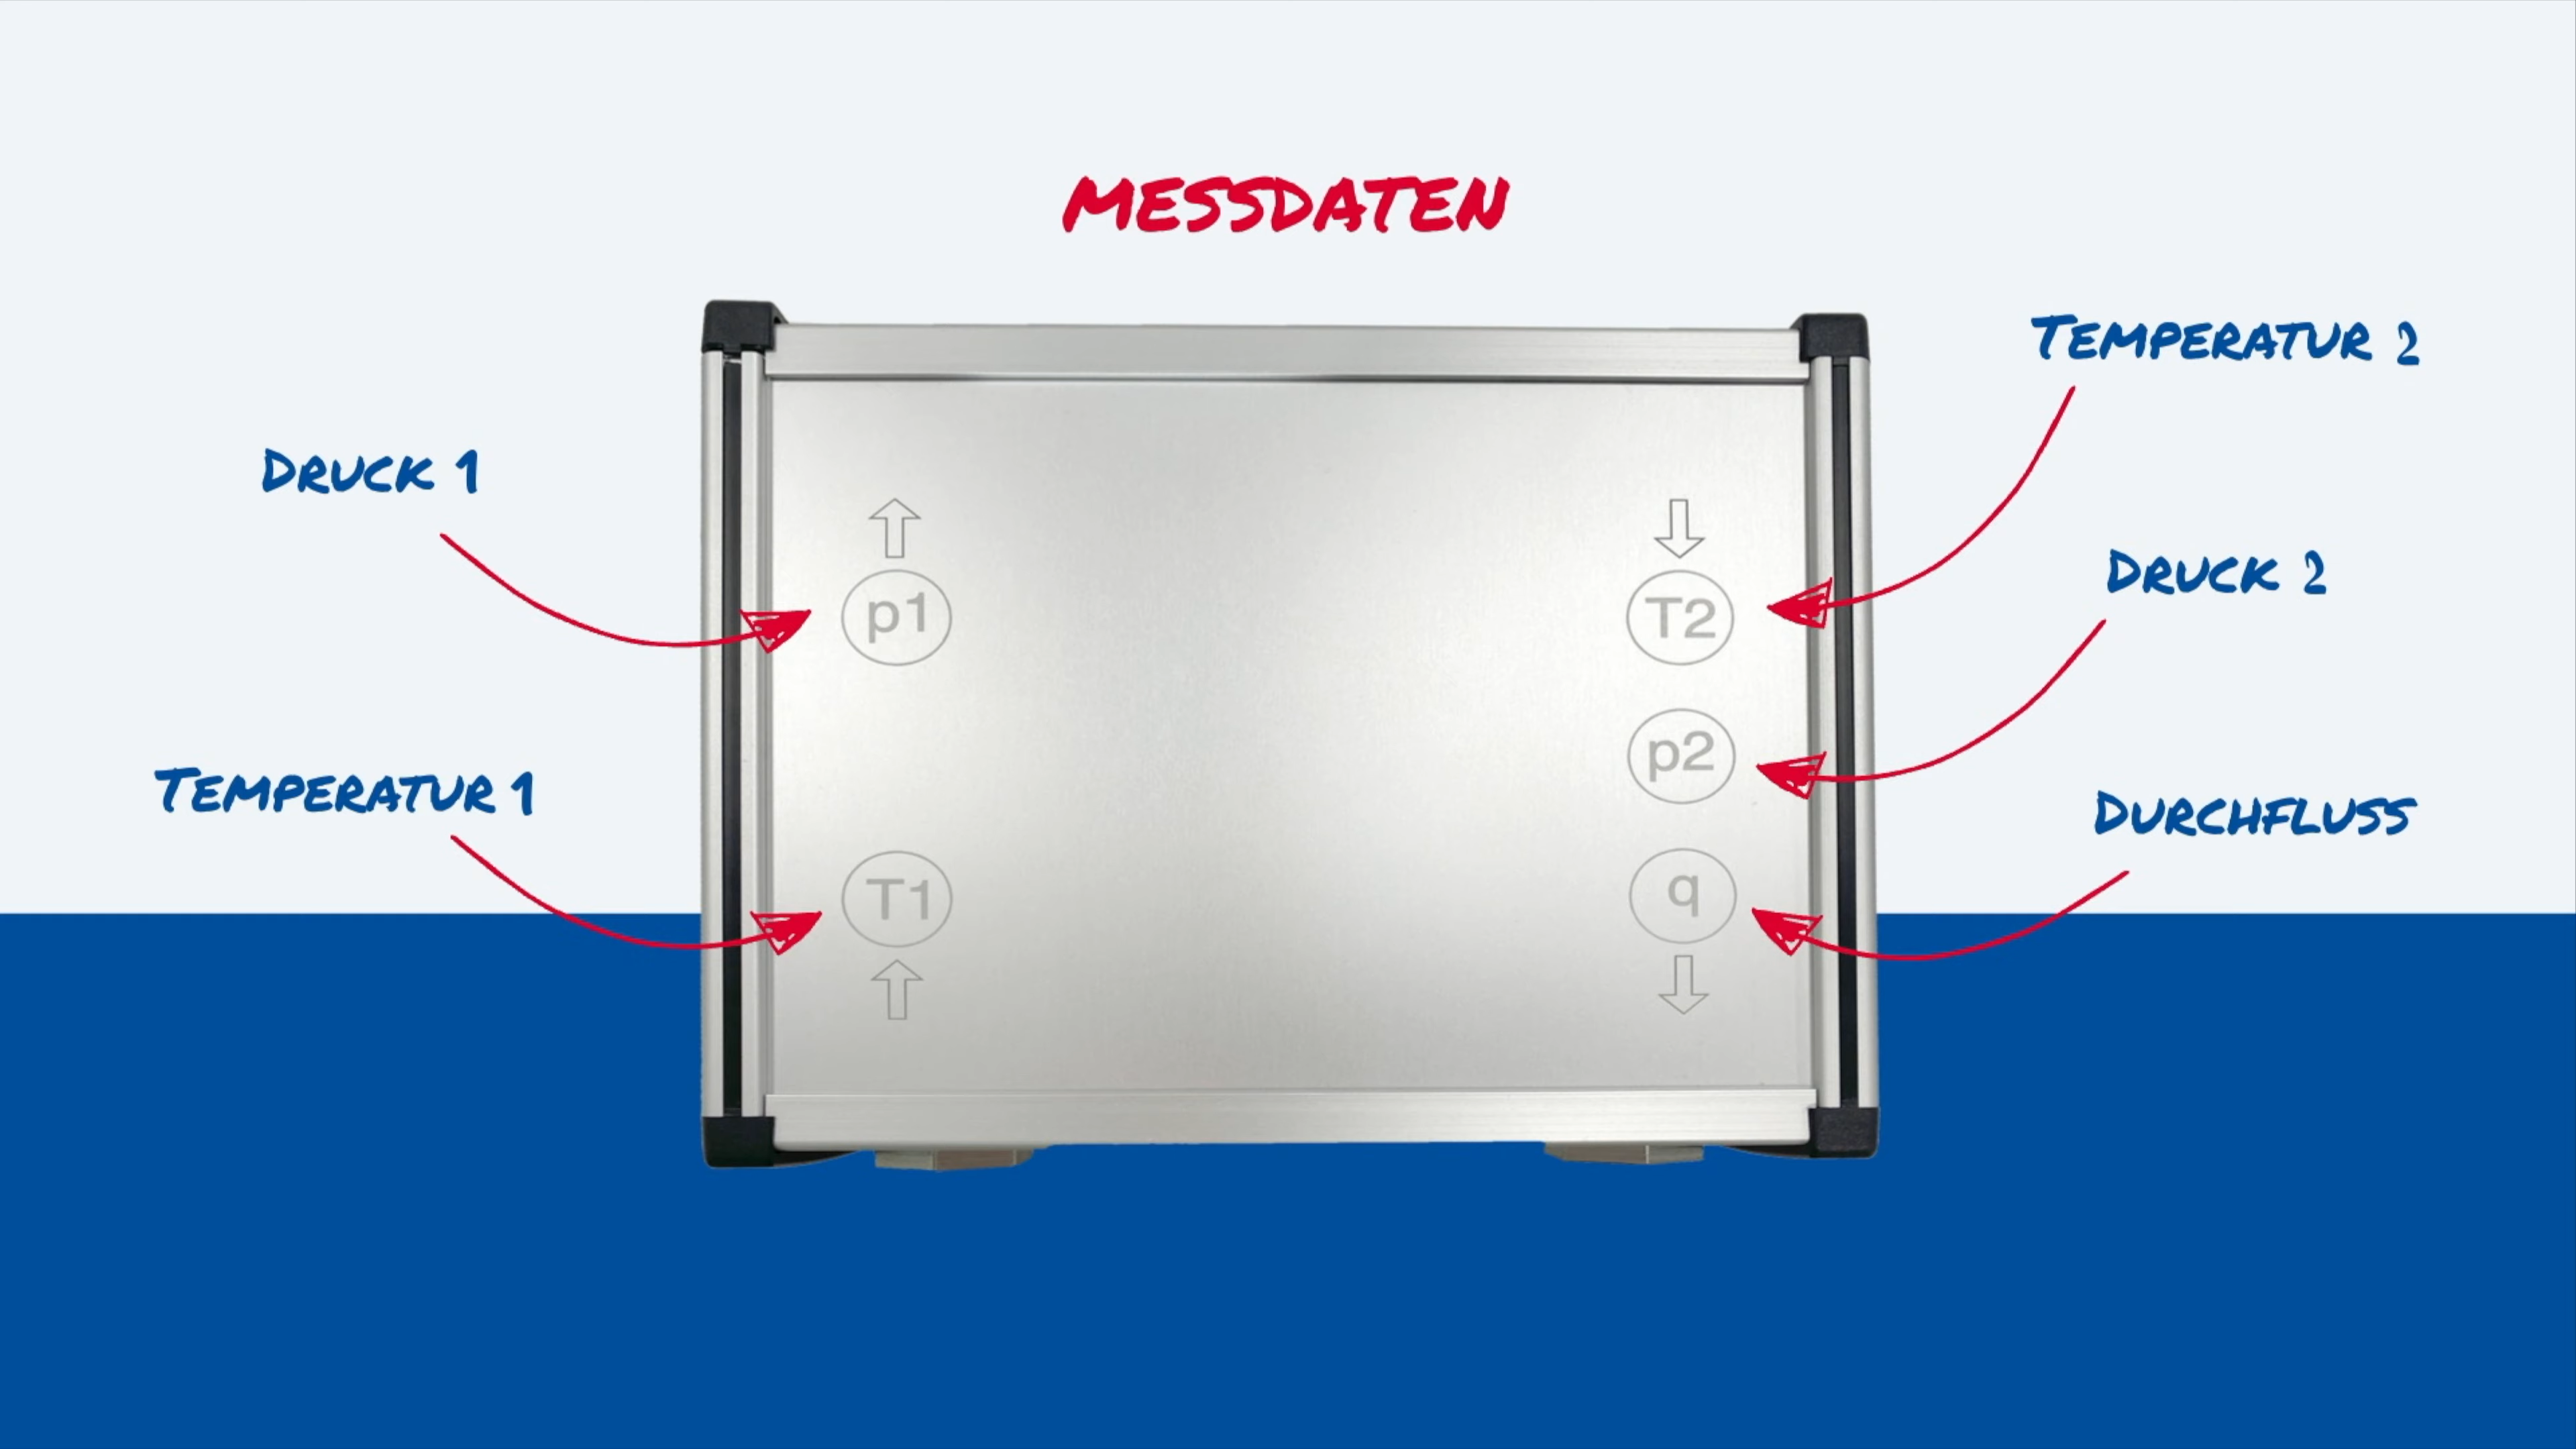 MESSDATEN
DRUCK 1
TEMPERATUR 1
p1
T1
T2
p2
q
TEMPERATUR 2
DRUCK 2
DURCHFLUSS